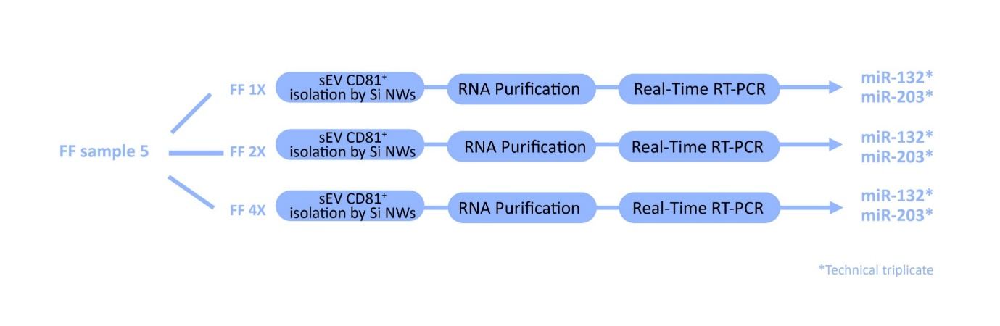 FF 1X
sEV CD81⁺
isolation by Si NWs
RNA Purification
Real-Time RT-PCR
miR-132*
miR-203*
FF sample 5
FF 2X
sEV CD81⁺
isolation by Si NWs
RNA Purification
Real-Time RT-PCR
miR-132*
miR-203*
FF 4X
sEV CD81⁺
isolation by Si NWs
RNA Purification
Real-Time RT-PCR
miR-132*
miR-203*
*Technical triplicate